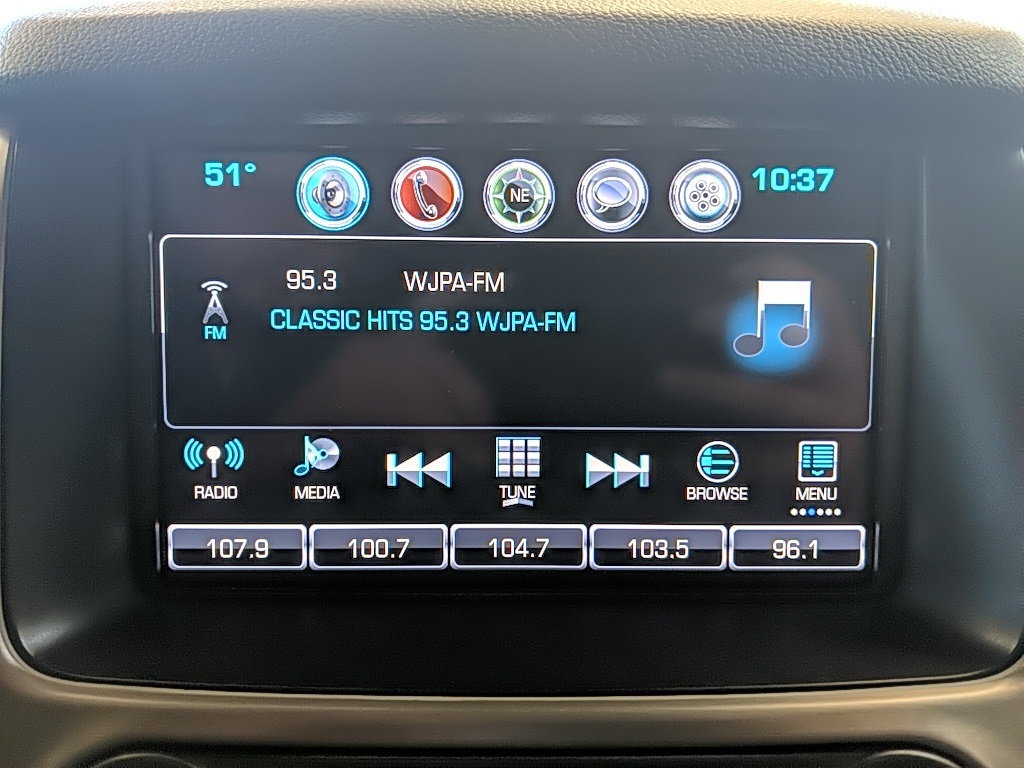 51° NE 10:37
95.3 WJPA-FM
FM CLASSIC HITS 95.3 WJPA-FM
RADIO MEDIA TUNE BROWSE MENU
107.9 100.7 104.7 103.5 96.1